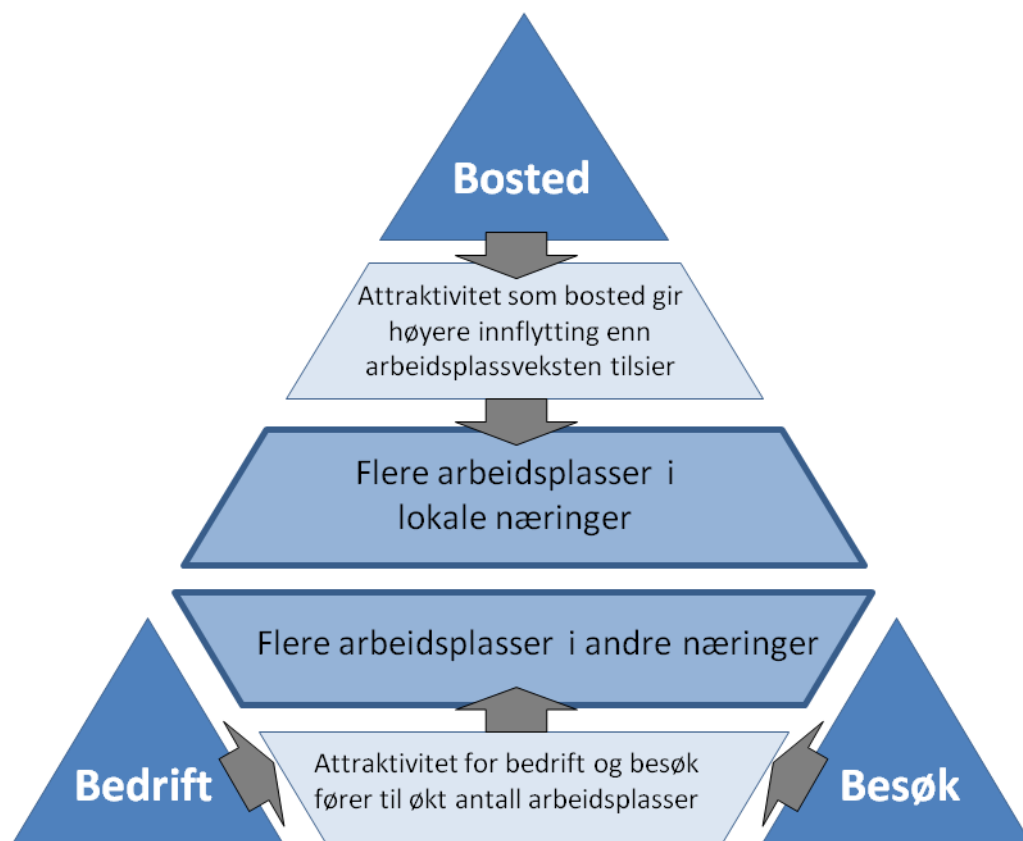 Bosted
Attraktivitet som bosted gir
høyere innflytting enn
arbeidsplassveksten tilsier
Flere arbeidsplasser i
lokale næringer
Flere arbeidsplasser i andre næringer
Bedrift
Attraktivitet for bedrift og besøk
fører til økt antall arbeidsplasser
Besøk